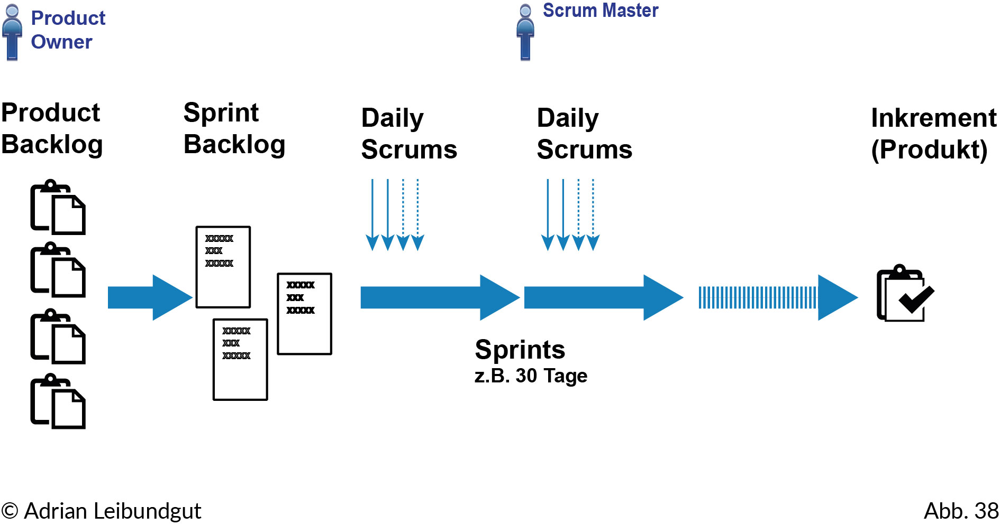 Product
Owner
Scrum Master
Product
Backlog
Sprint
Backlog
Daily
Scrums
Daily
Scrums
Inkrement
(Produkt)
xxxxx
xxx
xxxxx
xxxxx
xxx
xxxxx
xxxxx
xxx
xxxxx
Sprints
z.B. 30 Tage
© Adrian Leibundgut
Abb. 38